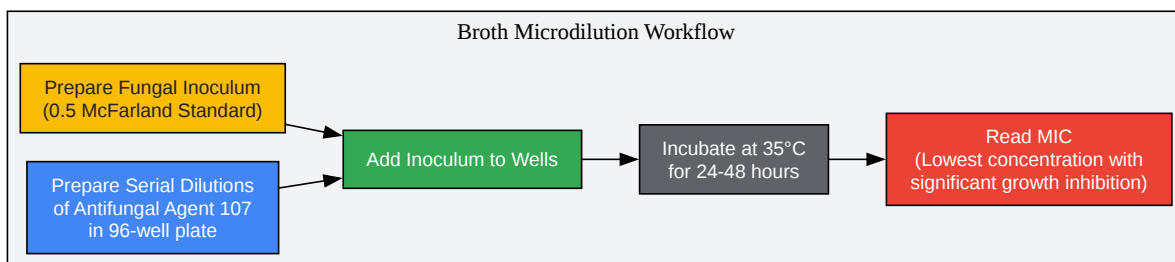 Broth Microdilution Workflow
Prepare Fungal Inoculum
(0.5 McFarland Standard)
Prepare Serial Dilutions
of Antifungal Agent 107
in 96-well plate
Add Inoculum to Wells
Incubate at 35°C
for 24-48 hours
Read MIC
(Lowest concentration with
significant growth inhibition)